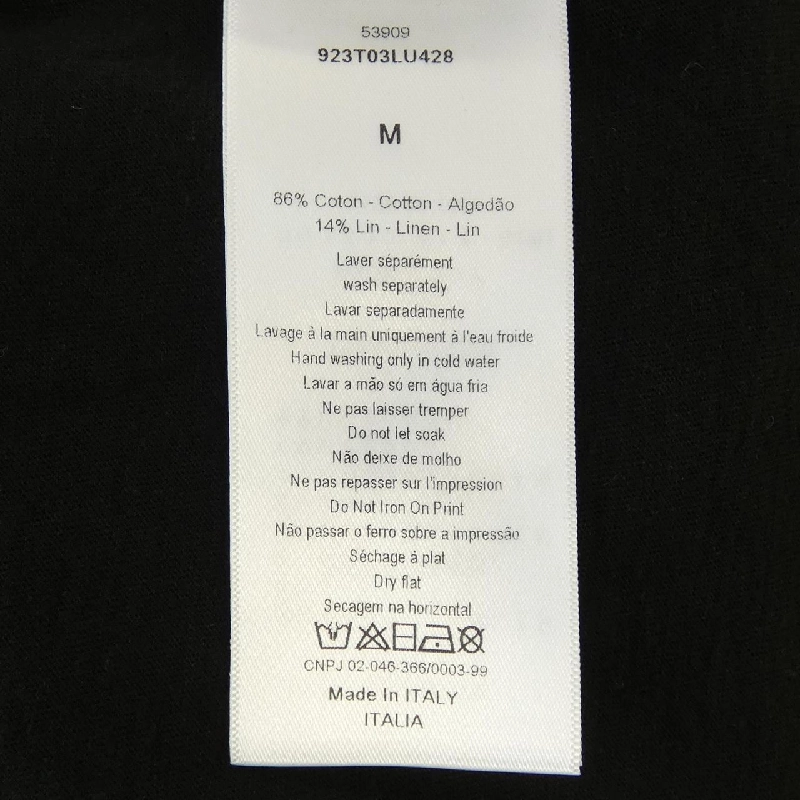 53909
923T03LU428
M
86% Coton - Cotton - Algodão
14% Lin - Linen - Lin
Laver séparément
wash separately
Lavar separadamente
Lavage à la main uniquement à l'eau froide
Hand washing only in cold water
Lavar a mão só em água fria
Ne pas laisser tremper
Do not let soak
Não deixe de molho
Ne pas repasser sur l'impression
Do Not Iron On Print
Não passar o ferro sobre a impressão
Séchage à plat
Dry flat
Secagem na horizontal
CNPJ 02-046-366/0003-99
Made In ITALY
ITALIA